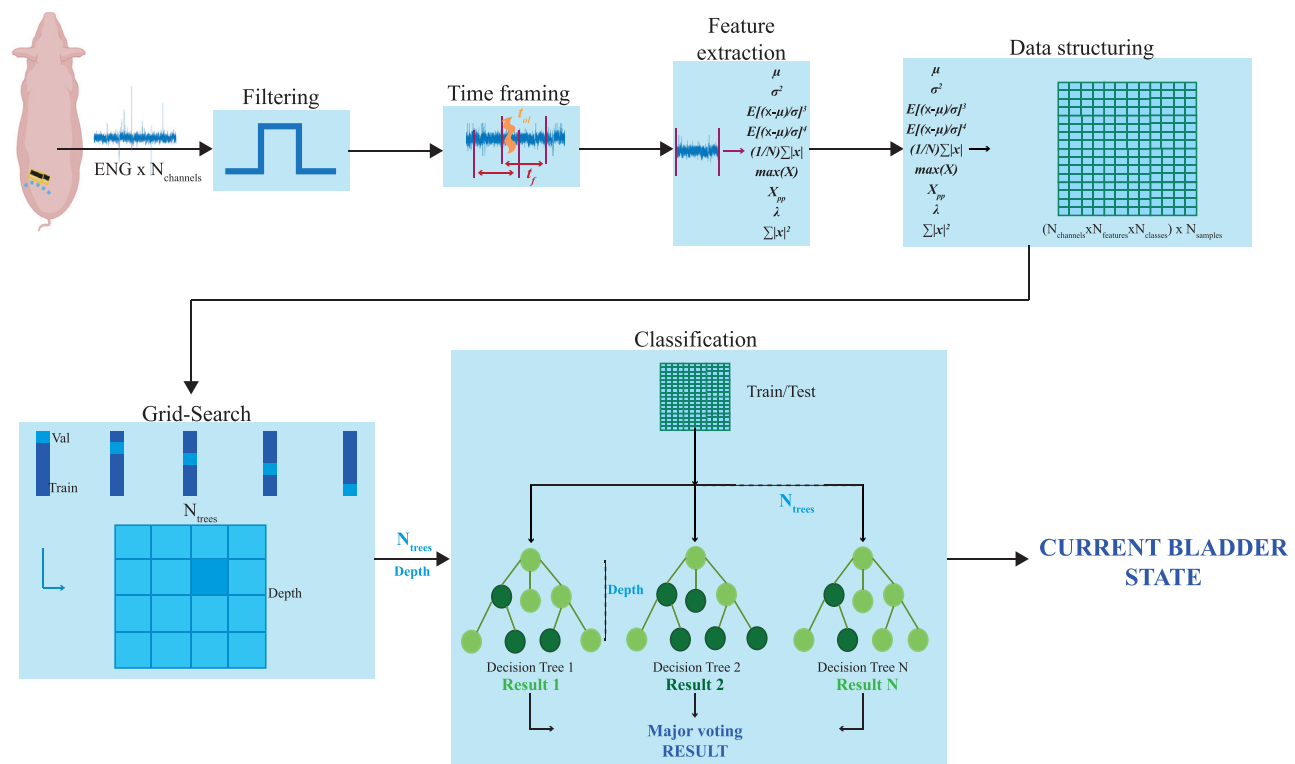 Filtering
Time framing
Feature
extraction
Data structuring
ENG x N_channels
t_ol
t_f
μ
σ²
E[(x-μ)/σ]³
E[(x-μ)/σ]⁴
(1/N)∑|x|
max(X)
X_pp
λ
∑|x|²
μ
σ²
E[(x-μ)/σ]³
E[(x-μ)/σ]⁴
(1/N)∑|x|
max(X)
X_pp
λ
∑|x|²
(N_channels xN_features xN_classes) x N_samples
Grid-Search
Val
Train
N_trees
Depth
N_trees
Depth
Classification
Train/Test
N_trees
Depth
Decision Tree 1
Result 1
Decision Tree 2
Result 2
Decision Tree N
Result N
Major voting
RESULT
CURRENT BLADDER
STATE